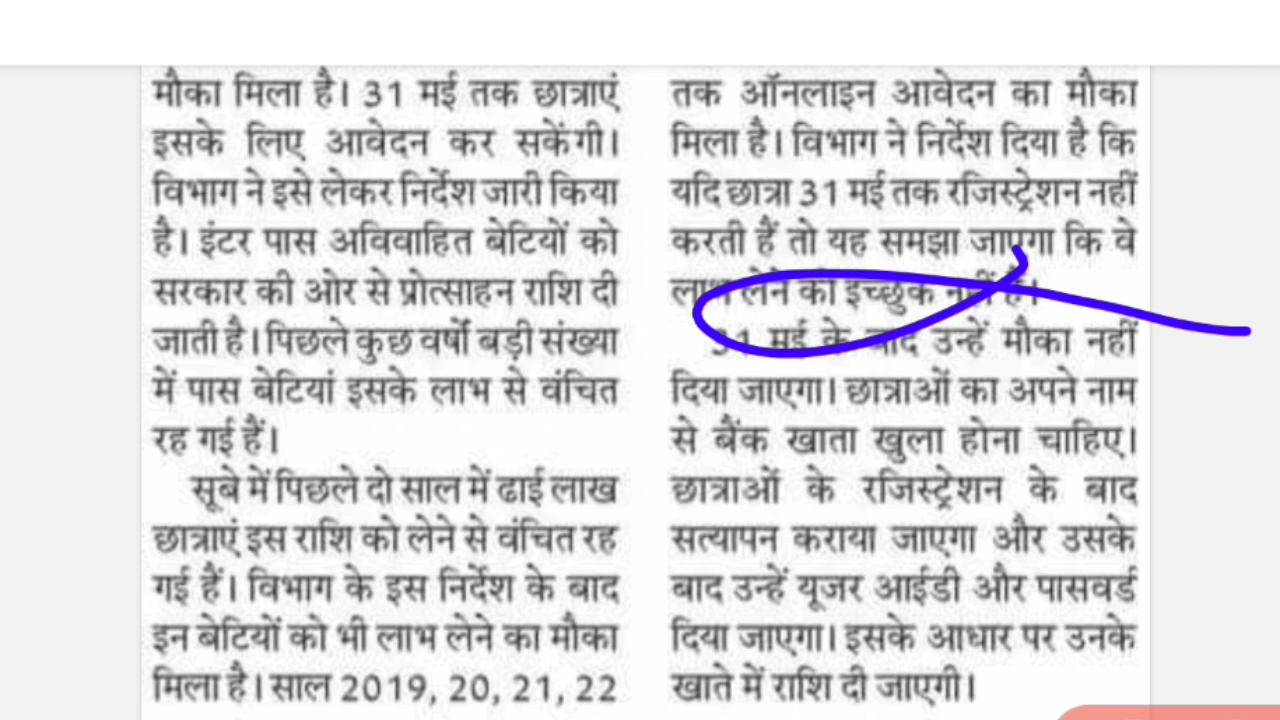 मौका मिला है। 31 मई तक छात्राएं
इसके लिए आवेदन कर सकेंगी।
विभाग ने इसे लेकर निर्देश जारी किया
है। इंटर पास अविवाहित बेटियों को
सरकार की ओर से प्रोत्साहन राशि दी
जाती है। पिछले कुछ वर्षों बड़ी संख्या
में पास बेटियां इसके लाभ से वंचित
रह गई हैं।
सूबे में पिछले दो साल में ढाई लाख
छात्राएं इस राशि को लेने से वंचित रह
गई हैं। विभाग के इस निर्देश के बाद
इन बेटियों को भी लाभ लेने का मौका
मिला है। साल 2019, 20, 21, 22
तक ऑनलाइन आवेदन का मौका
मिला है। विभाग ने निर्देश दिया है कि
यदि छात्रा 31 मई तक रजिस्ट्रेशन नहीं
करती हैं तो यह समझा जाएगा कि वे
लाभ लेने को इच्छुक नहीं हैं।
31 मई के बाद उन्हें मौका नहीं
दिया जाएगा। छात्राओं का अपने नाम
से बैंक खाता खुला होना चाहिए।
छात्राओं के रजिस्ट्रेशन के बाद
सत्यापन कराया जाएगा और उसके
बाद उन्हें यूजर आईडी और पासवर्ड
दिया जाएगा। इसके आधार पर उनके
खाते में राशि दी जाएगी।